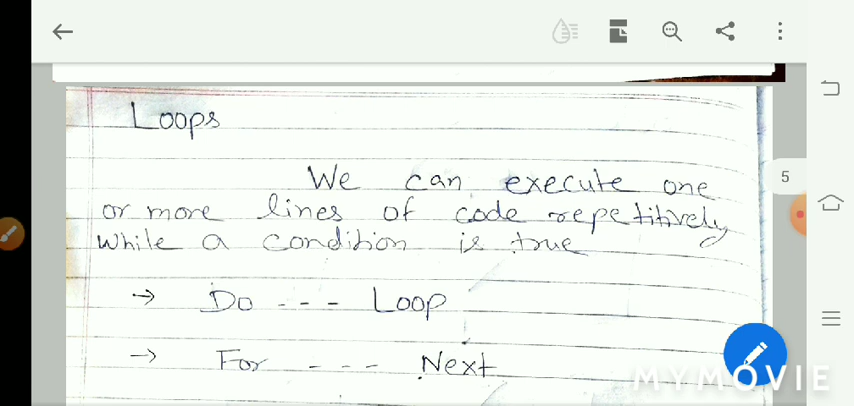 5
Loops
We can execute one
or more lines of code repetitively
while a condition is true
→ Do --- Loop
→ For --- Next
MYMOVIE